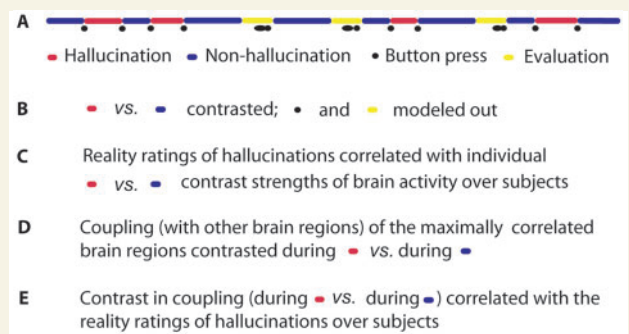 A
Hallucination Non-hallucination Button press Evaluation
B vs. contrasted; and modeled out
C Reality ratings of hallucinations correlated with individual
vs. contrast strengths of brain activity over subjects
D Coupling (with other brain regions) of the maximally correlated
brain regions contrasted during vs. during
E Contrast in coupling (during vs. during ) correlated with the
reality ratings of hallucinations over subjects